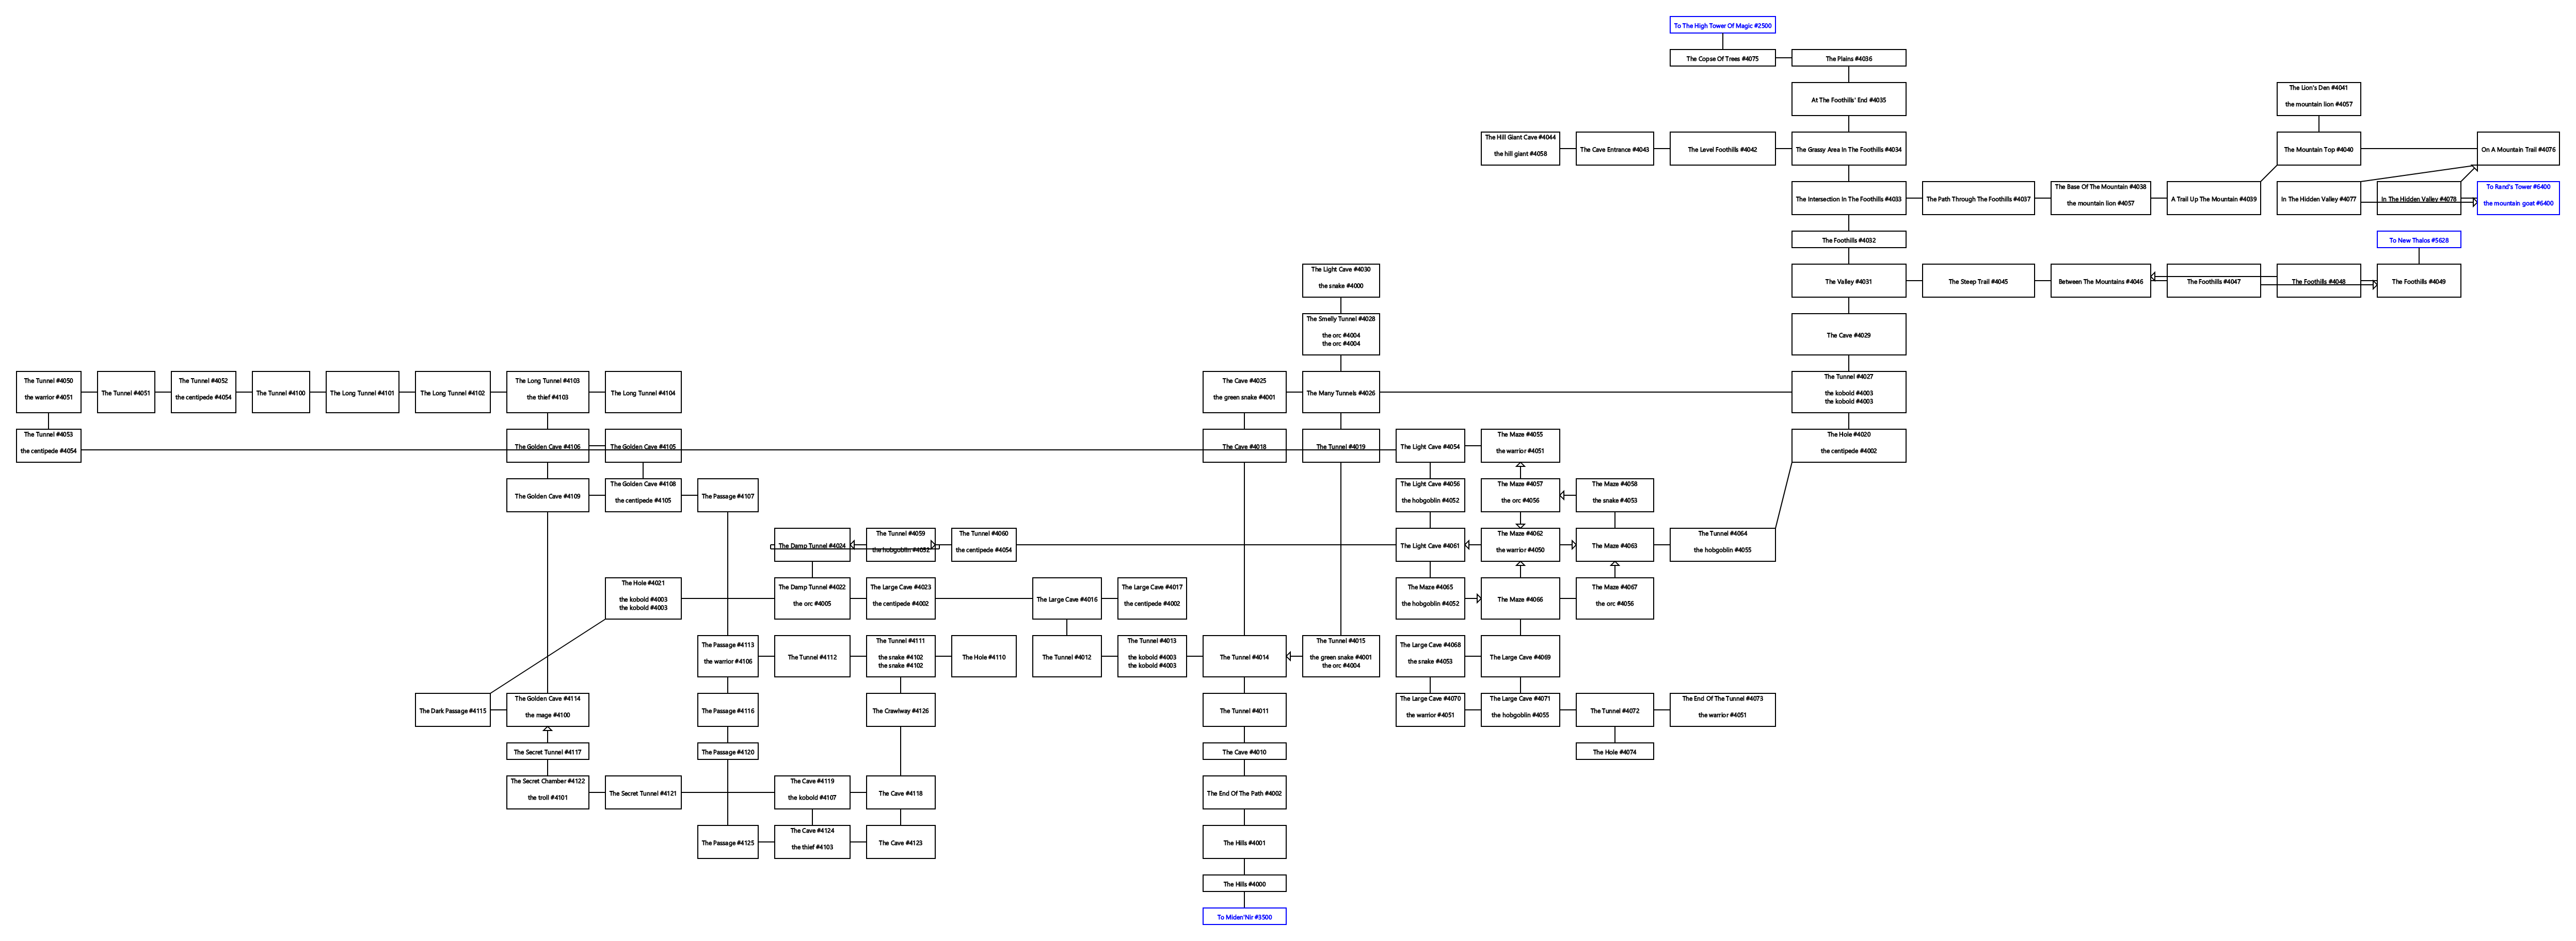 To The High Tower Of Magic #2500
The Copse Of Trees #4075
The Plains #4036
At The Foothills' End #4035
The Lion's Den #4041
the mountain lion #4057
The Hill Giant Cave #4044
the hill giant #4058
The Cave Entrance #4043
The Level Foothills #4042
The Grassy Area In The Foothills #4034
The Mountain Top #4040
On A Mountain Trail #4076
The Intersection In The Foothills #4033
The Path Through The Foothills #4037
The Base Of The Mountain #4038
the mountain lion #4057
A Trail Up The Mountain #4039
In The Hidden Valley #4077
In The Hidden Valley #4078
To Rand's Tower #6400
the mountain goat #6400
The Foothills #4032
To New Thalos #5628
The Light Cave #4030
the snake #4000
The Valley #4031
The Steep Trail #4045
Between The Mountains #4046
The Foothills #4047
The Foothills #4048
The Foothills #4049
The Smelly Tunnel #4028
the orc #4004
the orc #4004
The Cave #4029
The Tunnel #4050
the warrior #4051
The Tunnel #4051
The Tunnel #4052
the centipede #4054
The Tunnel #4100
The Long Tunnel #4101
The Long Tunnel #4102
The Long Tunnel #4103
the thief #4103
The Long Tunnel #4104
The Cave #4025
the green snake #4001
The Many Tunnels #4026
The Tunnel #4027
the kobold #4003
the kobold #4003
The Tunnel #4053
the centipede #4054
The Golden Cave #4106
The Golden Cave #4105
The Cave #4018
The Tunnel #4019
The Light Cave #4054
The Maze #4055
the warrior #4051
The Hole #4020
the centipede #4002
The Golden Cave #4109
The Golden Cave #4108
the centipede #4105
The Passage #4107
The Light Cave #4056
the hobgoblin #4052
The Maze #4057
the orc #4056
The Maze #4058
the snake #4053
The Damp Tunnel #4024
The Tunnel #4059
the hobgoblin #4052
The Tunnel #4060
the centipede #4054
The Light Cave #4061
The Maze #4062
the warrior #4050
The Maze #4063
The Tunnel #4064
the hobgoblin #4055
The Hole #4021
the kobold #4003
the kobold #4003
The Damp Tunnel #4022
the orc #4005
The Large Cave #4023
the centipede #4002
The Large Cave #4016
The Large Cave #4017
the centipede #4002
The Maze #4065
the hobgoblin #4052
The Maze #4066
The Maze #4067
the orc #4056
The Passage #4113
the warrior #4106
The Tunnel #4112
The Tunnel #4111
the snake #4102
the snake #4102
The Hole #4110
The Tunnel #4012
The Tunnel #4013
the kobold #4003
the kobold #4003
The Tunnel #4014
The Tunnel #4015
the green snake #4001
the orc #4004
The Large Cave #4068
the snake #4053
The Large Cave #4069
The Dark Passage #4115
The Golden Cave #4114
the mage #4100
The Passage #4116
The Crawlway #4126
The Tunnel #4011
The Large Cave #4070
the warrior #4051
The Large Cave #4071
the hobgoblin #4055
The Tunnel #4072
The End Of The Tunnel #4073
the warrior #4051
The Secret Tunnel #4117
The Passage #4120
The Cave #4010
The Hole #4074
The Secret Chamber #4122
the troll #4101
The Secret Tunnel #4121
The Cave #4119
the kobold #4107
The Cave #4118
The End Of The Path #4002
The Passage #4125
The Cave #4124
the thief #4103
The Cave #4123
The Hills #4001
The Hills #4000
To Miden'Nir #3500